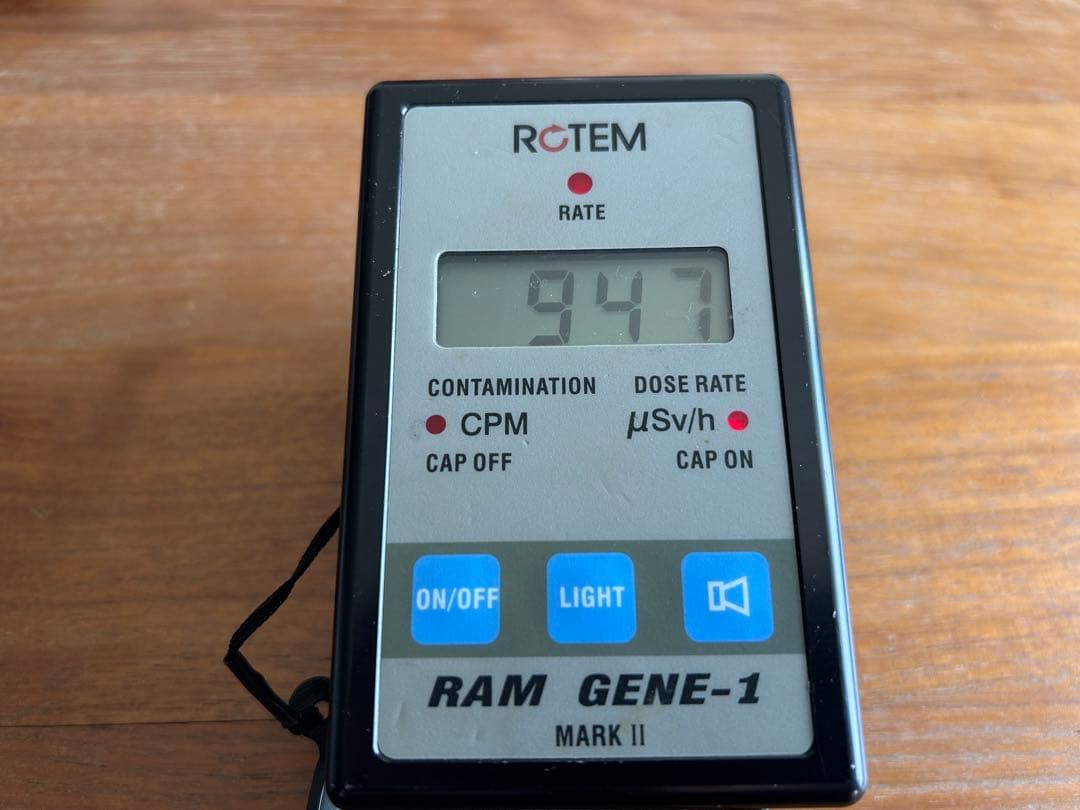 ROTEM
RATE
947
CONTAMINATION DOSE RATE
CPM µSv/h
CAP OFF CAP ON
ON/OFF LIGHT
RAM GENE-1
MARK II